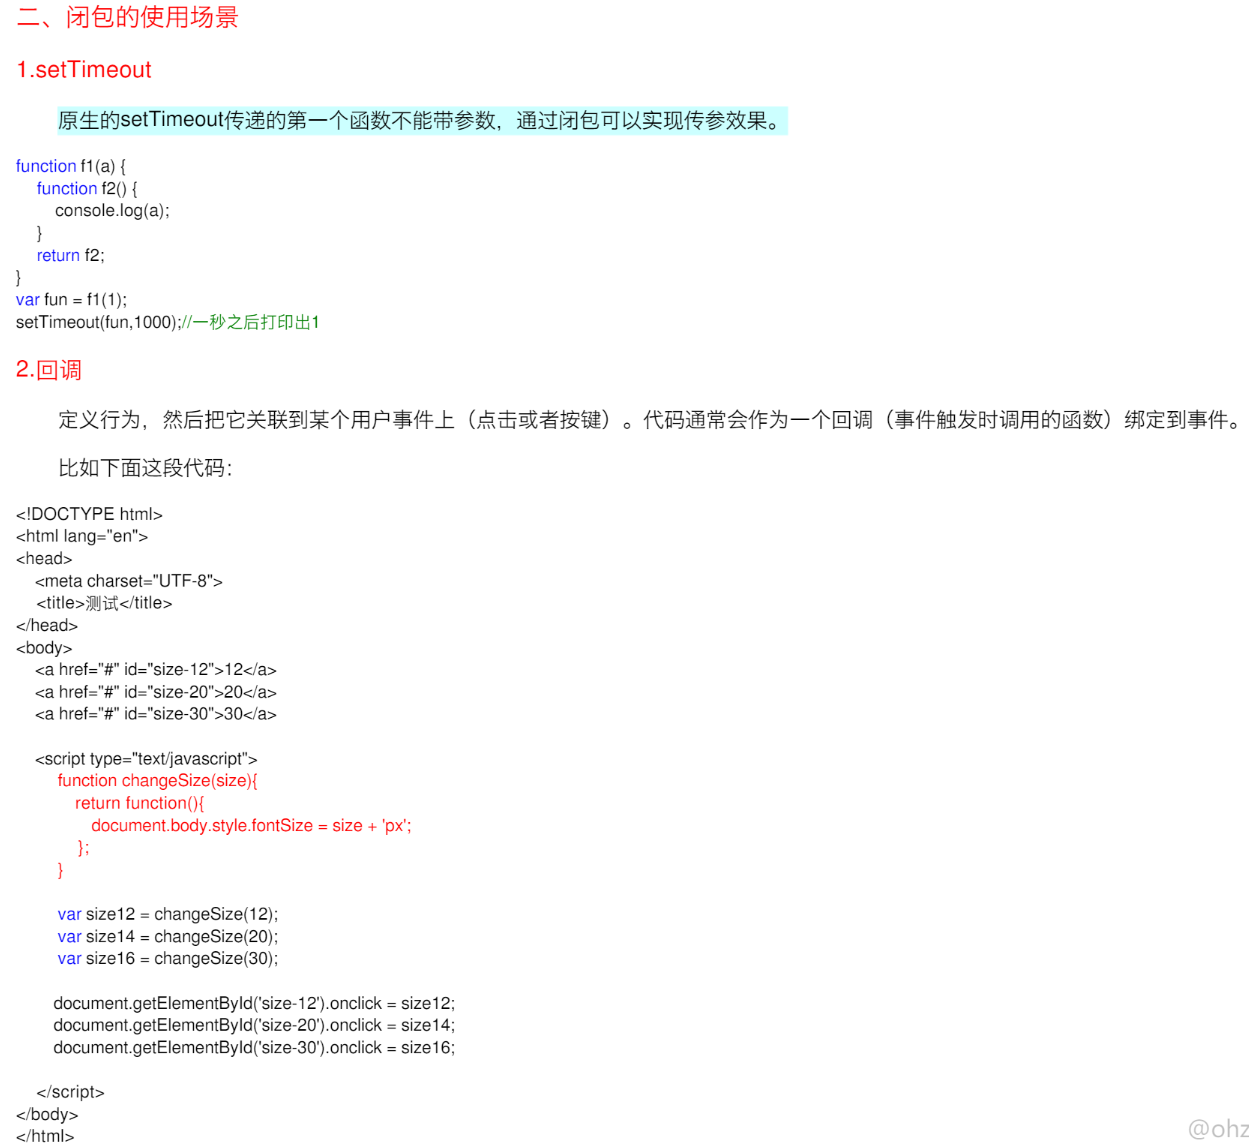 二、闭包的使用场景
1.setTimeout
原生的setTimeout传递的第一个函数不能带参数，通过闭包可以实现传参效果。
function f1(a) {
function f2() {
console.log(a);
}
return f2;
}
var fun = f1(1);
setTimeout(fun,1000);//一秒之后打印出1
2.回调
定义行为，然后把它关联到某个用户事件上（点击或者按键）。代码通常会作为一个回调（事件触发时调用的函数）绑定到事件。
比如下面这段代码：
<!DOCTYPE html>
<html lang="en">
<head>
<meta charset="UTF-8">
<title>测试</title>
</head>
<body>
<a href="#" id="size-12">12</a>
<a href="#" id="size-20">20</a>
<a href="#" id="size-30">30</a>
<script type="text/javascript">
function changeSize(size){
return function(){
document.body.style.fontSize = size + 'px';
};
}
var size12 = changeSize(12);
var size14 = changeSize(20);
var size16 = changeSize(30);
document.getElementById('size-12').onclick = size12;
document.getElementById('size-20').onclick = size14;
document.getElementById('size-30').onclick = size16;
</script>
</body>
</html>
@ohz